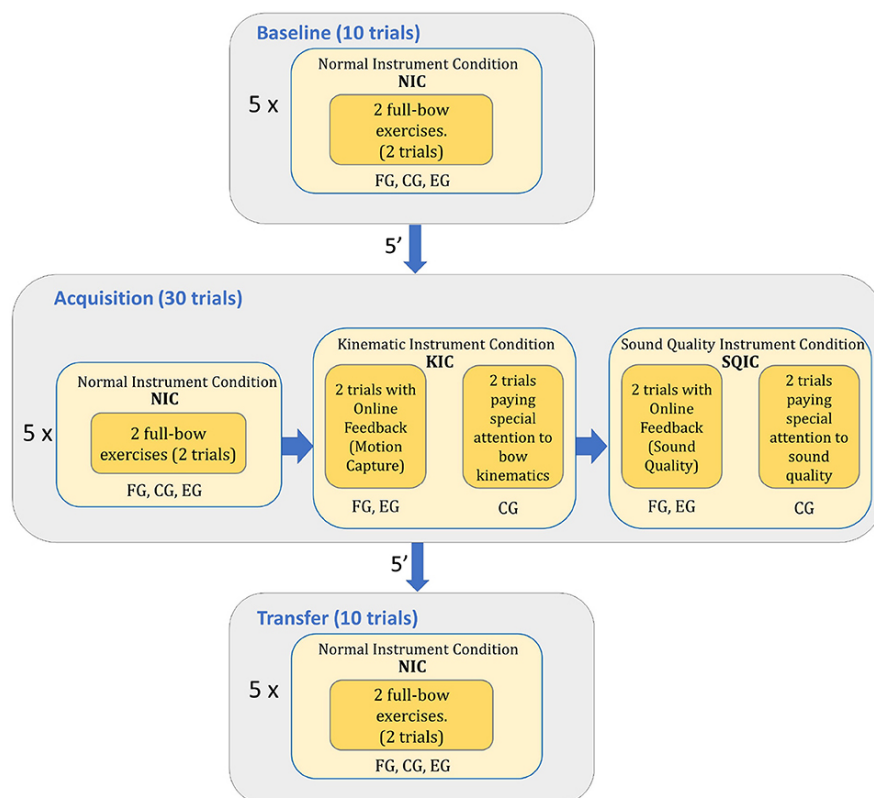 Baseline (10 trials)
Normal Instrument Condition
NIC
5 x
2 full-bow
exercises.
(2 trials)
FG, CG, EG
5’
Acquisition (30 trials)
5 x
Normal Instrument Condition
NIC
2 full-bow
exercises (2 trials)
FG, CG, EG
Kinematic Instrument Condition
KIC
2 trials with
Online
Feedback
(Motion
Capture)
FG, EG
2 trials
paying
special
attention to
bow
kinematics
CG
Sound Quality Instrument Condition
SQIC
2 trials with
Online
Feedback
(Sound
Quality)
FG, EG
2 trials
paying
special
attention to
sound
quality
CG
5’
Transfer (10 trials)
Normal Instrument Condition
NIC
5 x
2 full-bow
exercises.
(2 trials)
FG, CG, EG